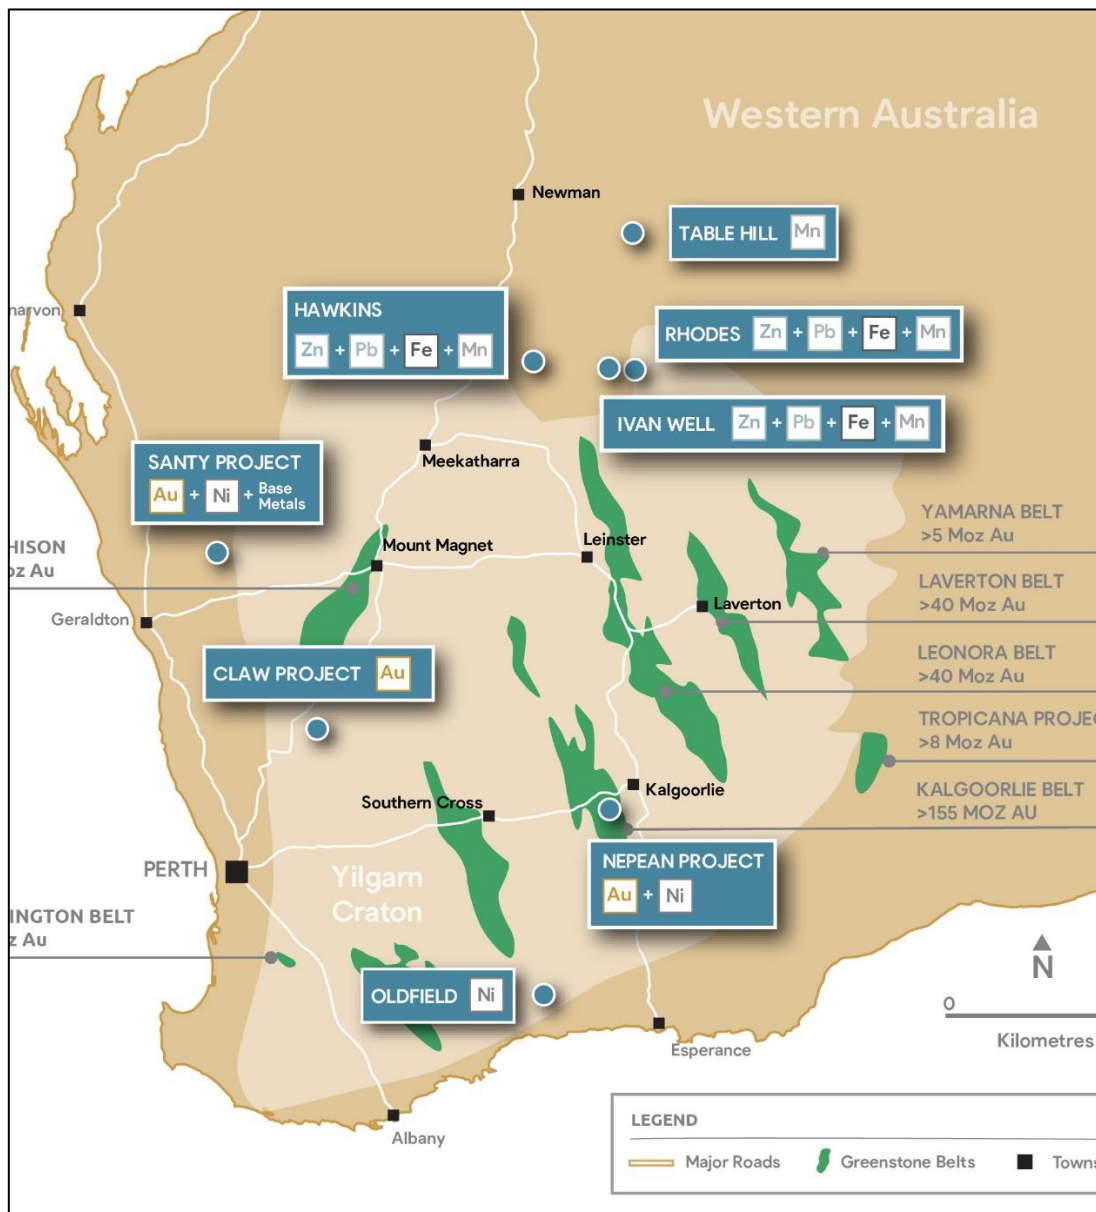 Western Australia
Newman
TABLE HILL Mn
HAWKINS
Zn + Pb + Fe + Mn
RHODES Zn + Pb + Fe + Mn
IVAN WELL Zn + Pb + Fe + Mn
narvon
Meekatharra
SANTY PROJECT
Au + Ni + Base
Metals
YAMARNA BELT
>5 Moz Au
HISON
oz Au
Mount Magnet
Leinster
LAVERTON BELT
>40 Moz Au
Geraldton
Laverton
LEONORA BELT
>40 Moz Au
CLAW PROJECT Au
TROPICANA PROJEC
>8 Moz Au
Kalgoorlie
KALGOORLIE BELT
>155 MOZ AU
Southern Cross
PERTH
Yilgarn
Craton
NEPEAN PROJECT
Au + Ni
INGTON BELT
z Au
OLDFIELD Ni
N
0
Kilometres
Esperance
Albany
LEGEND
Major Roads
Greenstone Belts
Towns